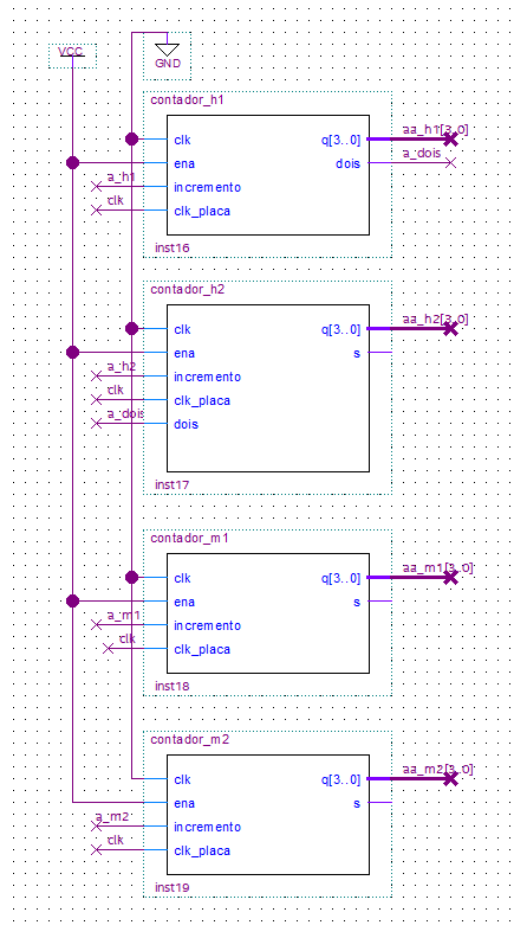 VCC
GND
contador_h1
clk q[3..0] aa_h1[3..0]
ena dois a_dois
a_h1 incremento
clk clk_placa
inst16
contador_h2
clk q[3..0] aa_h2[3..0]
ena s
a_h2 incremento
clk clk_placa
a_dois dois
inst17
contador_m1
clk q[3..0] aa_m1[3..0]
ena s
a_m1 incremento
clk clk_placa
inst18
contador_m2
clk q[3..0] aa_m2[3..0]
ena s
a_m2 incremento
clk clk_placa
inst19